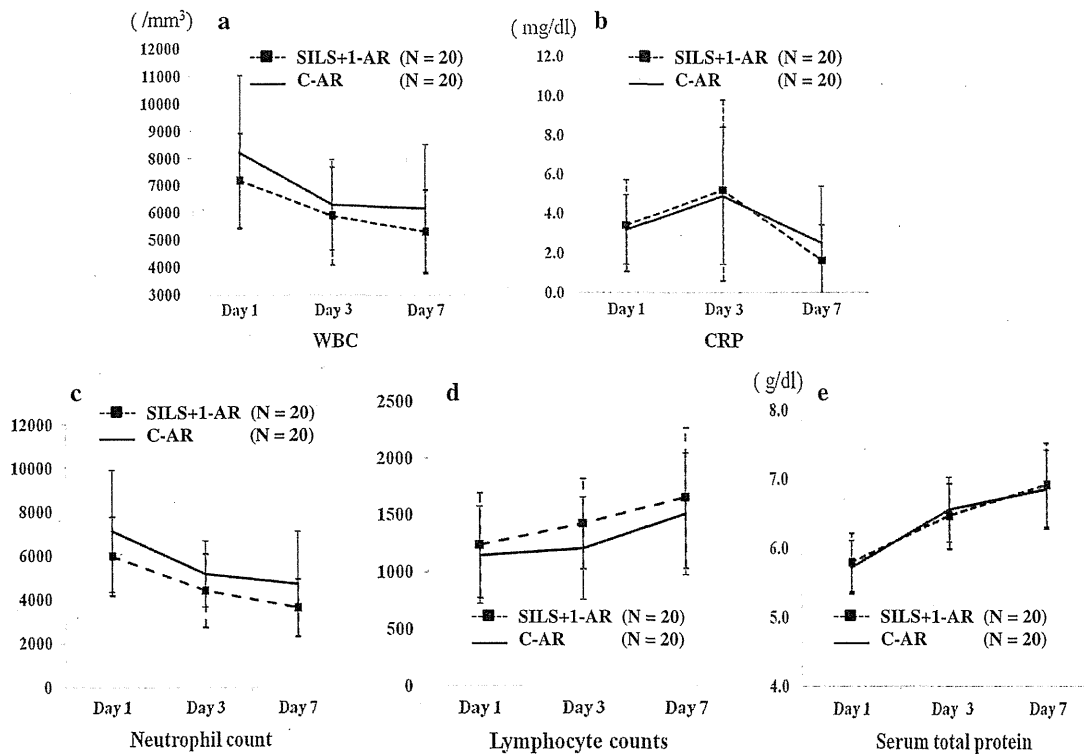 (/mm³)
a
12000
11000
10000
9000
8000
7000
6000
5000
4000
3000
SILS+1-AR (N = 20)
C-AR (N = 20)
Day 1 Day 3 Day 7
WBC
(mg/dl)
b
12.0
10.0
8.0
6.0
4.0
2.0
0.0
SILS+1-AR (N = 20)
C-AR (N = 20)
Day 1 Day 3 Day 7
CRP
c
12000
10000
8000
6000
4000
2000
0
SILS+1-AR (N = 20)
C-AR (N = 20)
Day 1 Day 3 Day 7
Neutrophil count
d
2500
2000
1500
1000
500
0
SILS+1-AR (N = 20)
C-AR (N = 20)
Day 1 Day 3 Day 7
Lymphocyte counts
(g/dl)
e
8.0
7.0
6.0
5.0
4.0
SILS+1-AR (N = 20)
C-AR (N = 20)
Day 1 Day 3 Day 7
Serum total protein